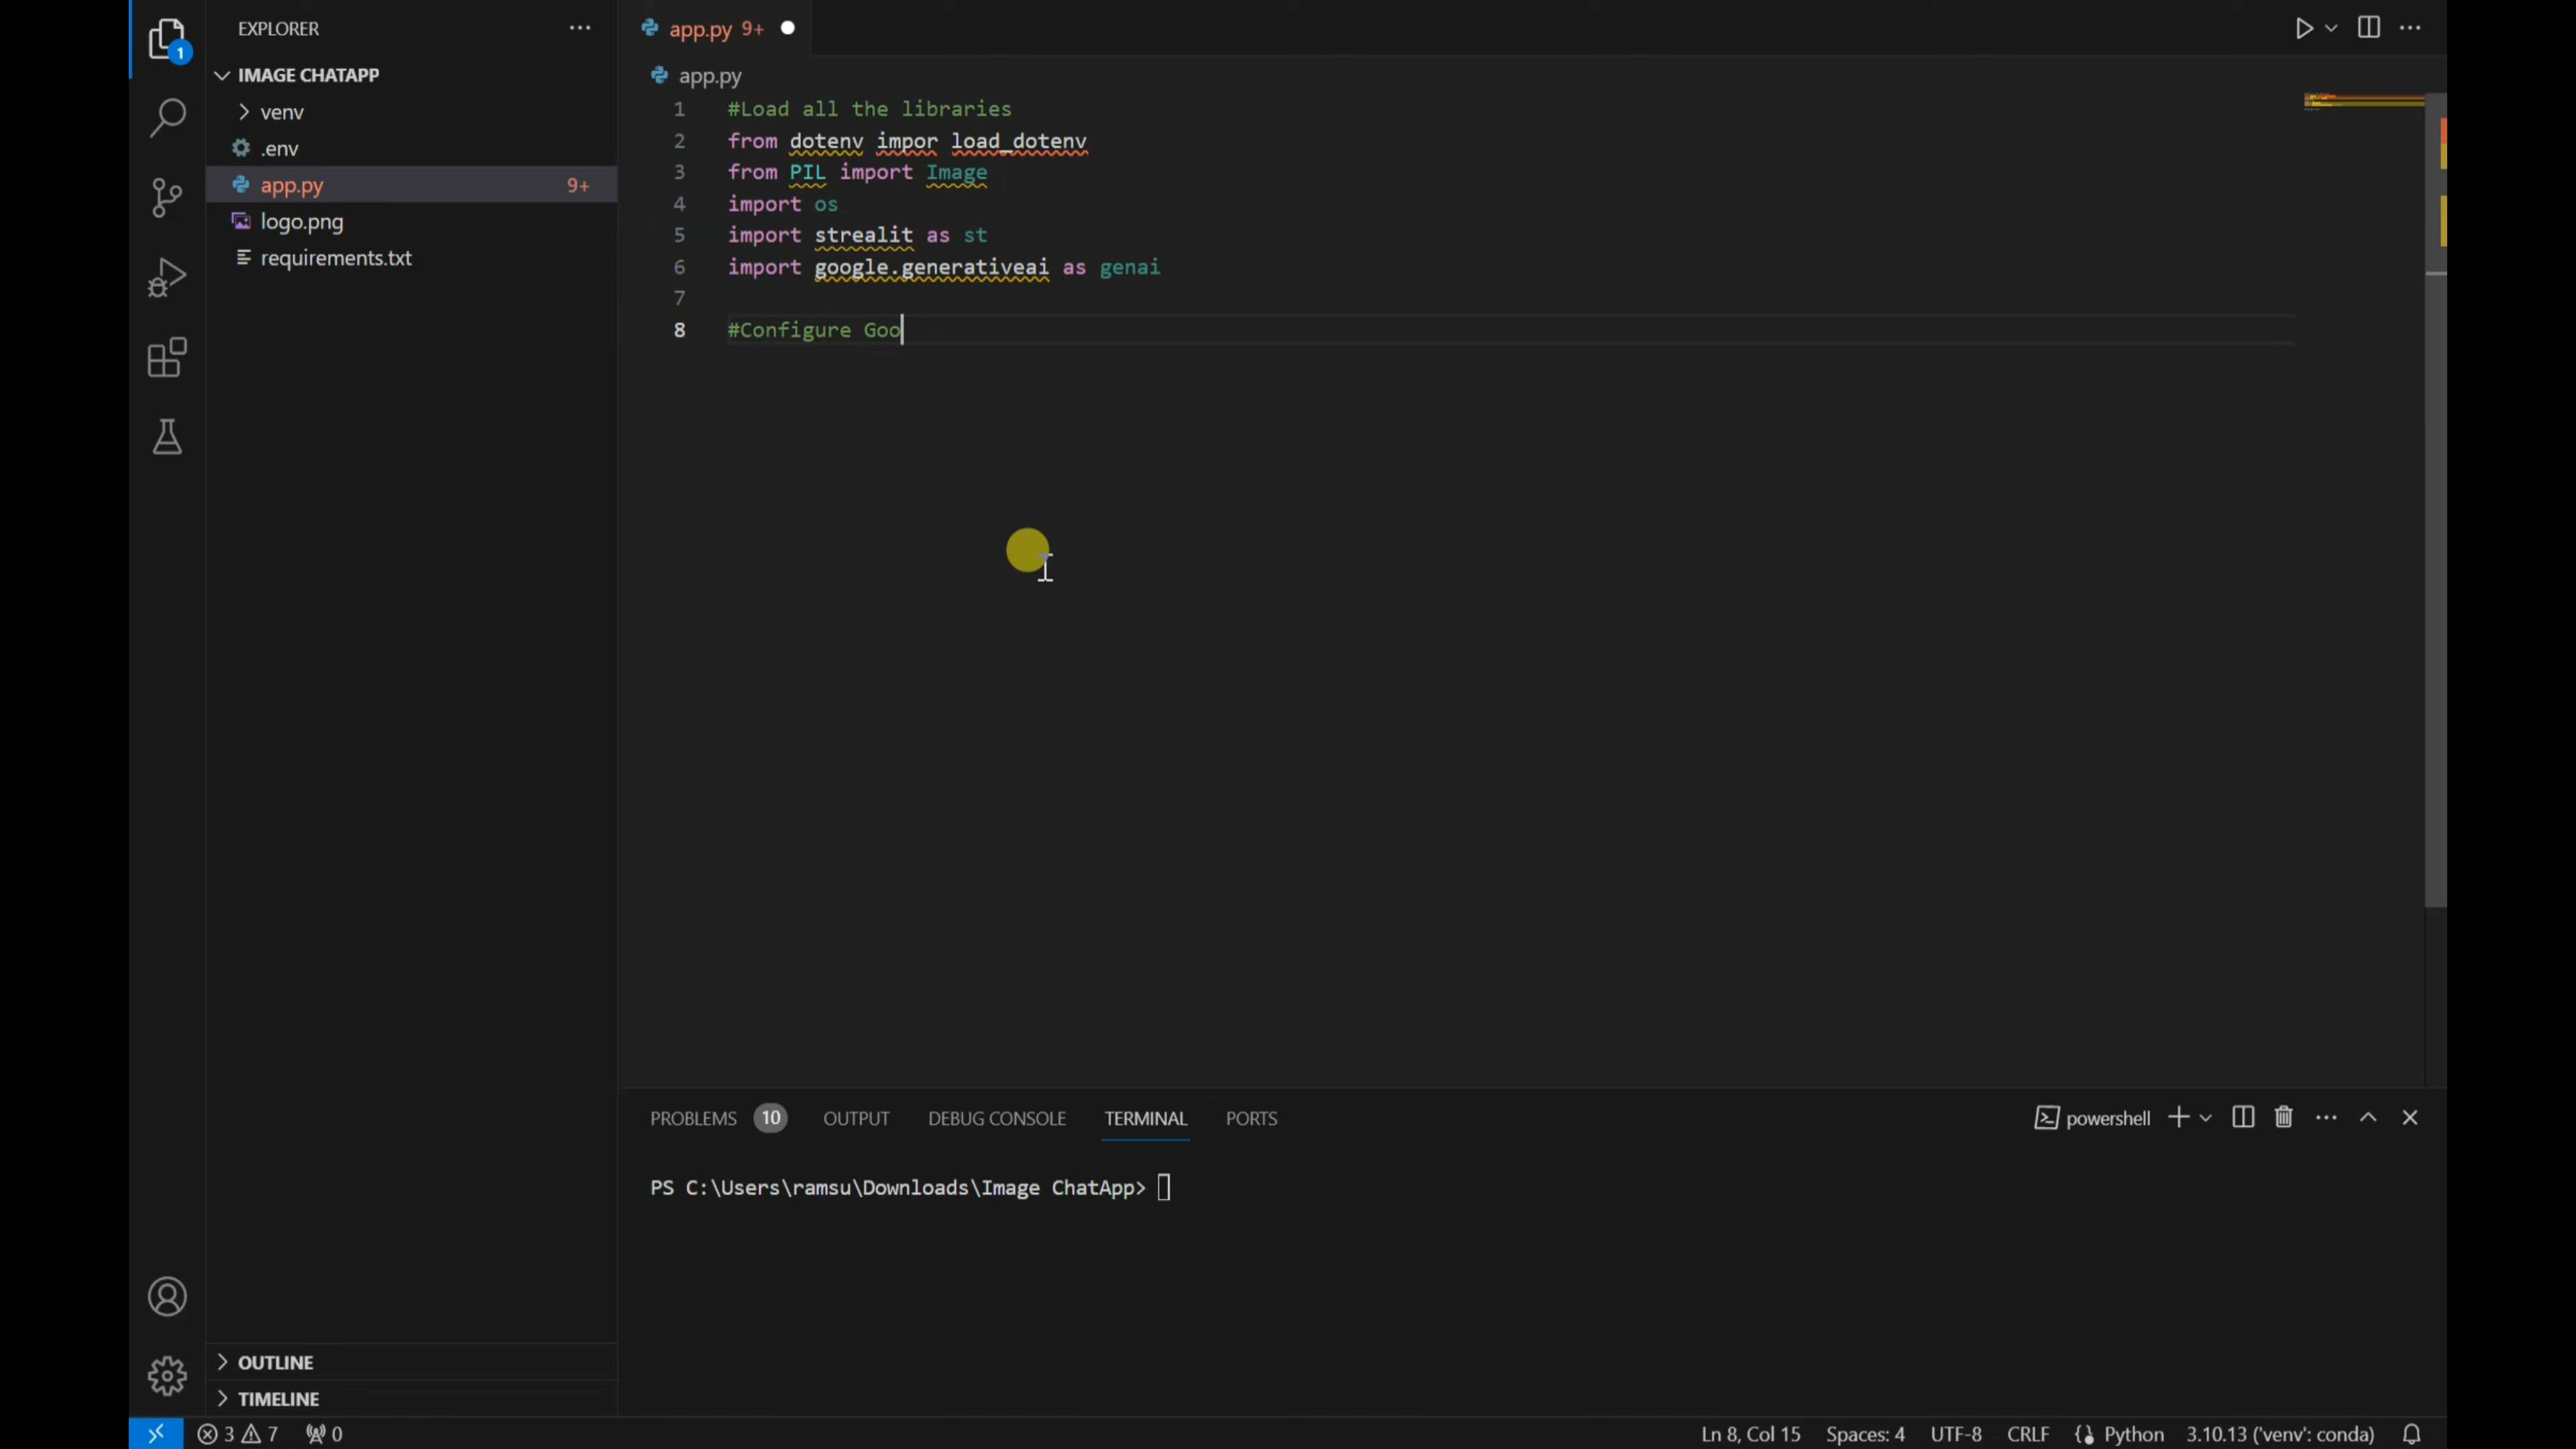 EXPLORER
IMAGE CHATAPP
venv
.env
app.py 9+
logo.png
requirements.txt
OUTLINE
TIMELINE
1
app.py 9+
app.py
1 #Load all the libraries
2 from dotenv impor load_dotenv
3 from PIL import Image
4 import os
5 import strealit as st
6 import google.generativeai as genai
7
8 #Configure Goo
PROBLEMS 10 OUTPUT DEBUG CONSOLE TERMINAL PORTS
powershell
PS C:\Users\ramsu\Downloads\Image ChatApp>
3 7 0
Ln 8, Col 15 Spaces: 4 UTF-8 CRLF Python 3.10.13 ('venv': conda)